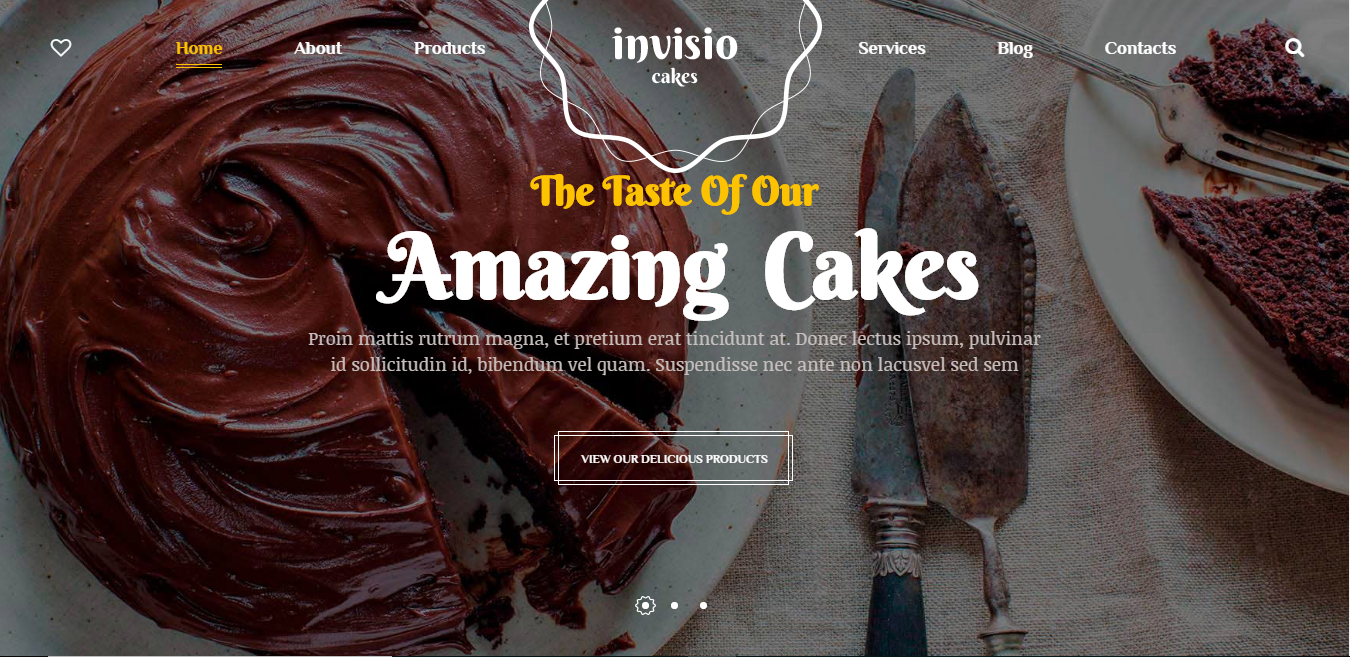 Home About Products invisio cakes Services Blog Contacts
The Taste Of Our
Amazing Cakes
Proin mattis rutrum magna, et pretium erat tincidunt at. Donec lectus ipsum, pulvinar
id sollicitudin id, bibendum vel quam. Suspendisse nec ante non lacusvel sed sem
VIEW OUR DELICIOUS PRODUCTS